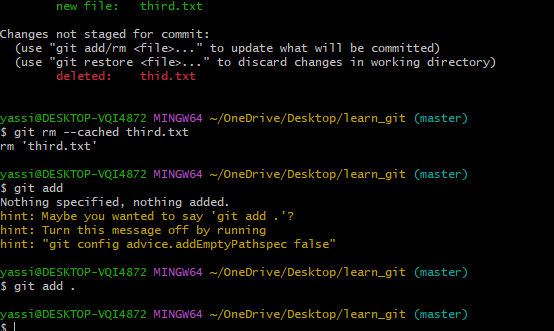 new file:   third.txt
Changes not staged for commit:
(use "git add/rm <file>..." to update what will be committed)
(use "git restore <file>..." to discard changes in working directory)
deleted:    thid.txt
yassi@DESKTOP-VQI4872 MINGW64 ~/OneDrive/Desktop/learn_git (master)
$ git rm --cached third.txt
rm 'third.txt'
yassi@DESKTOP-VQI4872 MINGW64 ~/OneDrive/Desktop/learn_git (master)
$ git add
Nothing specified, nothing added.
hint: Maybe you wanted to say 'git add .'?
hint: Turn this message off by running
hint: "git config advice.addEmptyPathspec false"
yassi@DESKTOP-VQI4872 MINGW64 ~/OneDrive/Desktop/learn_git (master)
$ git add .
yassi@DESKTOP-VQI4872 MINGW64 ~/OneDrive/Desktop/learn_git (master)
$